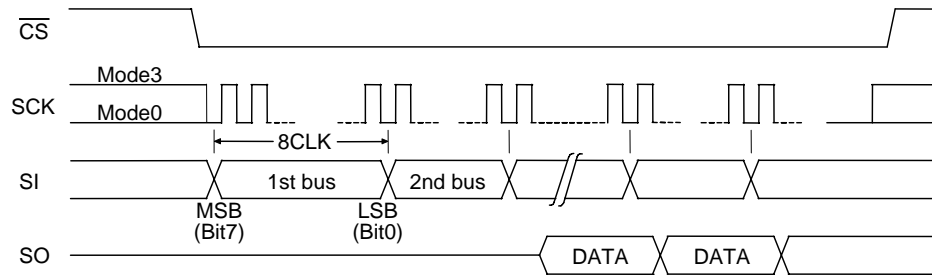 CS
Mode3
SCK
Mode0
8CLK
SI
1st bus
2nd bus
MSB
(Bit7)
LSB
(Bit0)
SO
DATA
DATA